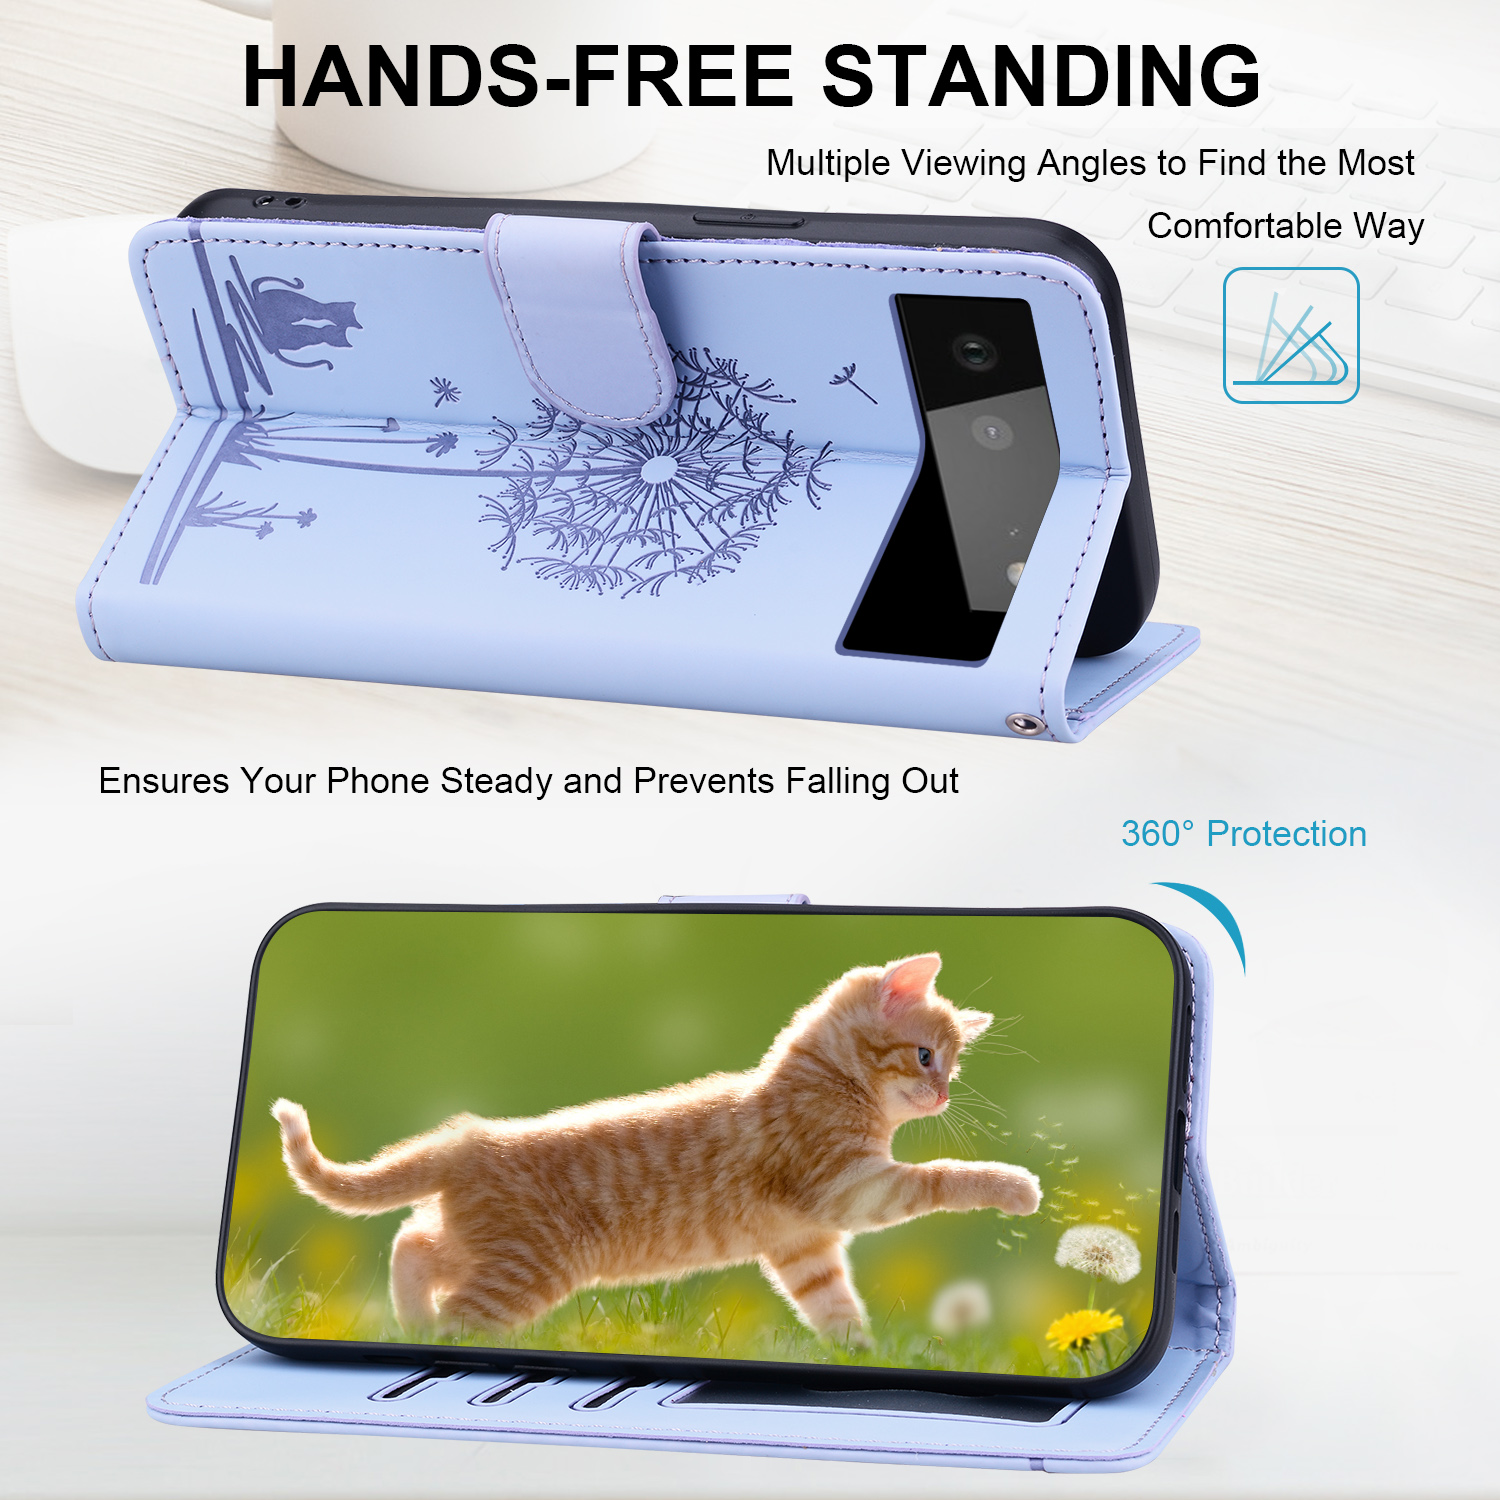 HANDS-FREE STANDING
Multiple Viewing Angles to Find the Most
Comfortable Way
Ensures Your Phone Steady and Prevents Falling Out
360° Protection